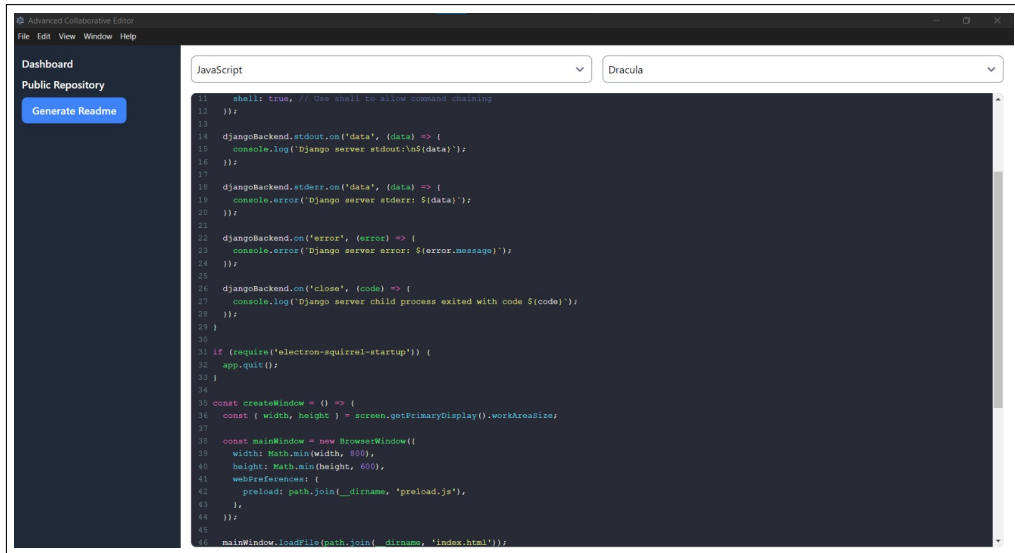 Advanced Collaborative Editor
File Edit View Window Help
Dashboard
Public Repository
Generate Readme
JavaScript
Dracula
11     shell: true, // Use shell to allow command chaining
12   });
13
14   djangoBackend.stdout.on('data', (data) => {
15     console.log(`Django server stdout:\n${data}`);
16   });
17
18   djangoBackend.stderr.on('data', (data) => {
19     console.error(`Django server stderr: ${data}`);
20   });
21
22   djangoBackend.on('error', (error) => {
23     console.error(`Django server error: ${error.message}`);
24   });
25
26   djangoBackend.on('close', (code) => {
27     console.log(`Django server child process exited with code ${code}`);
28   });
29 }
30
31 if (require('electron-squirrel-startup')) {
32   app.quit();
33 }
34
35 const createWindow = () => {
36   const { width, height } = screen.getPrimaryDisplay().workAreaSize;
37
38   const mainWindow = new BrowserWindow({
39     width: Math.min(width, 800),
40     height: Math.min(height, 600),
41     webPreferences: {
42       preload: path.join(__dirname, 'preload.js'),
43     },
44   });
45
46   mainWindow.loadFile(path.join(__dirname, 'index.html'));